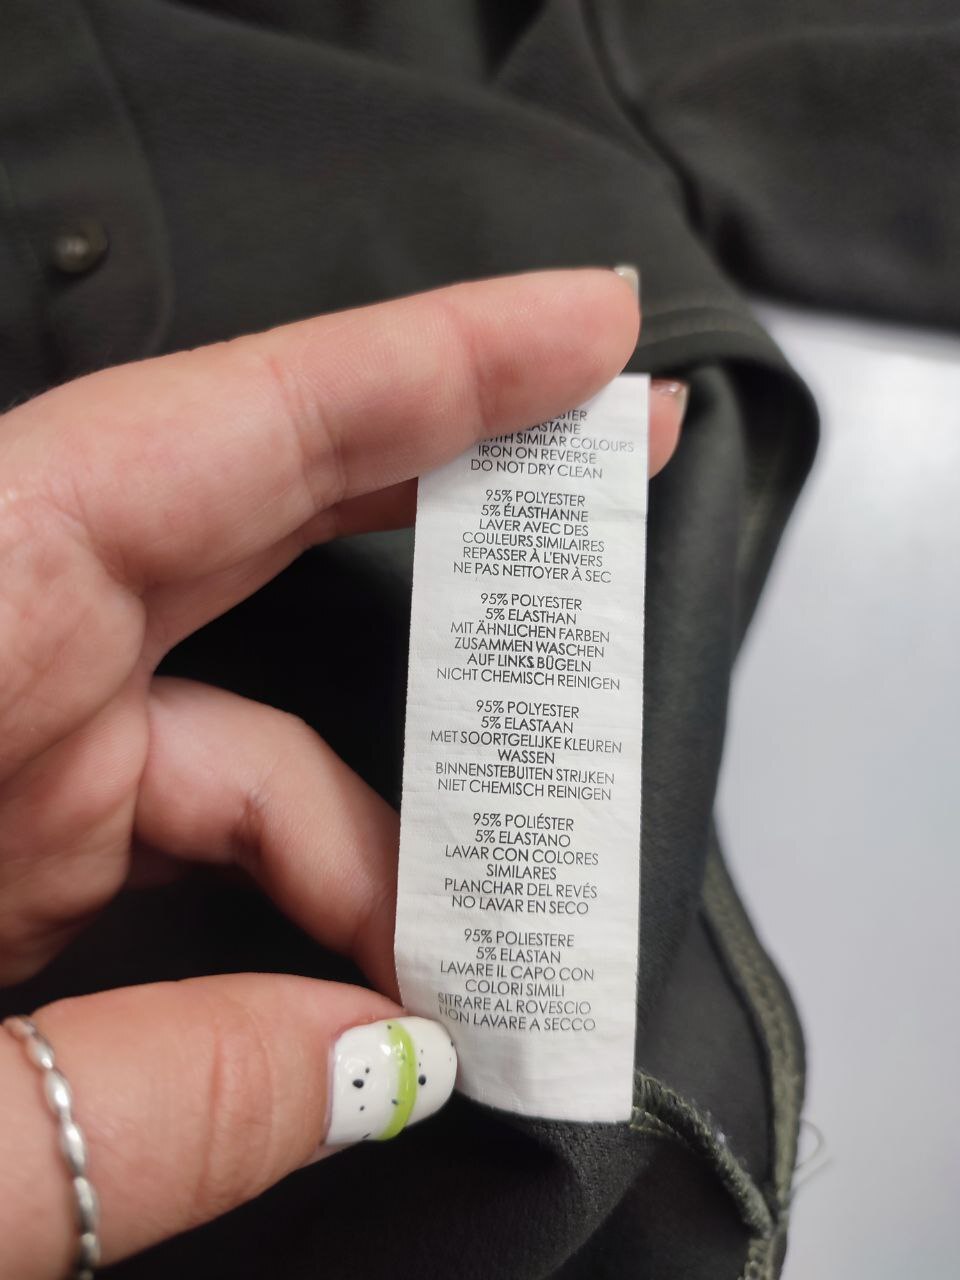 SIMILAR COLOURS
IRON ON REVERSE
DO NOT DRY CLEAN
95% POLYESTER
5% ÉLASTHANNE
LAVER AVEC DES
COULEURS SIMILAIRES
REPASSER À L'ENVERS
NE PAS NETTOYER À SEC
95% POLYESTER
5% ELASTHAN
MIT ÄHNLICHEN FARBEN
ZUSAMMEN WASCHEN
AUF LINKS BÜGELN
NICHT CHEMISCH REINIGEN
95% POLYESTER
5% ELASTAAN
MET SOORTGELIJKE KLEUREN
WASSEN
BINNENSTEBUITEN STRIJKEN
NIET CHEMISCH REINIGEN
95% POLIÉSTER
5% ELASTANO
LAVAR CON COLORES
SIMILARES
PLANCHAR DEL REVÉS
NO LAVAR EN SECO
95% POLIESTERE
5% ELASTAN
LAVARE IL CAPO CON
COLORI SIMILI
SITRARE AL ROVESCIO
NON LAVARE A SECCO